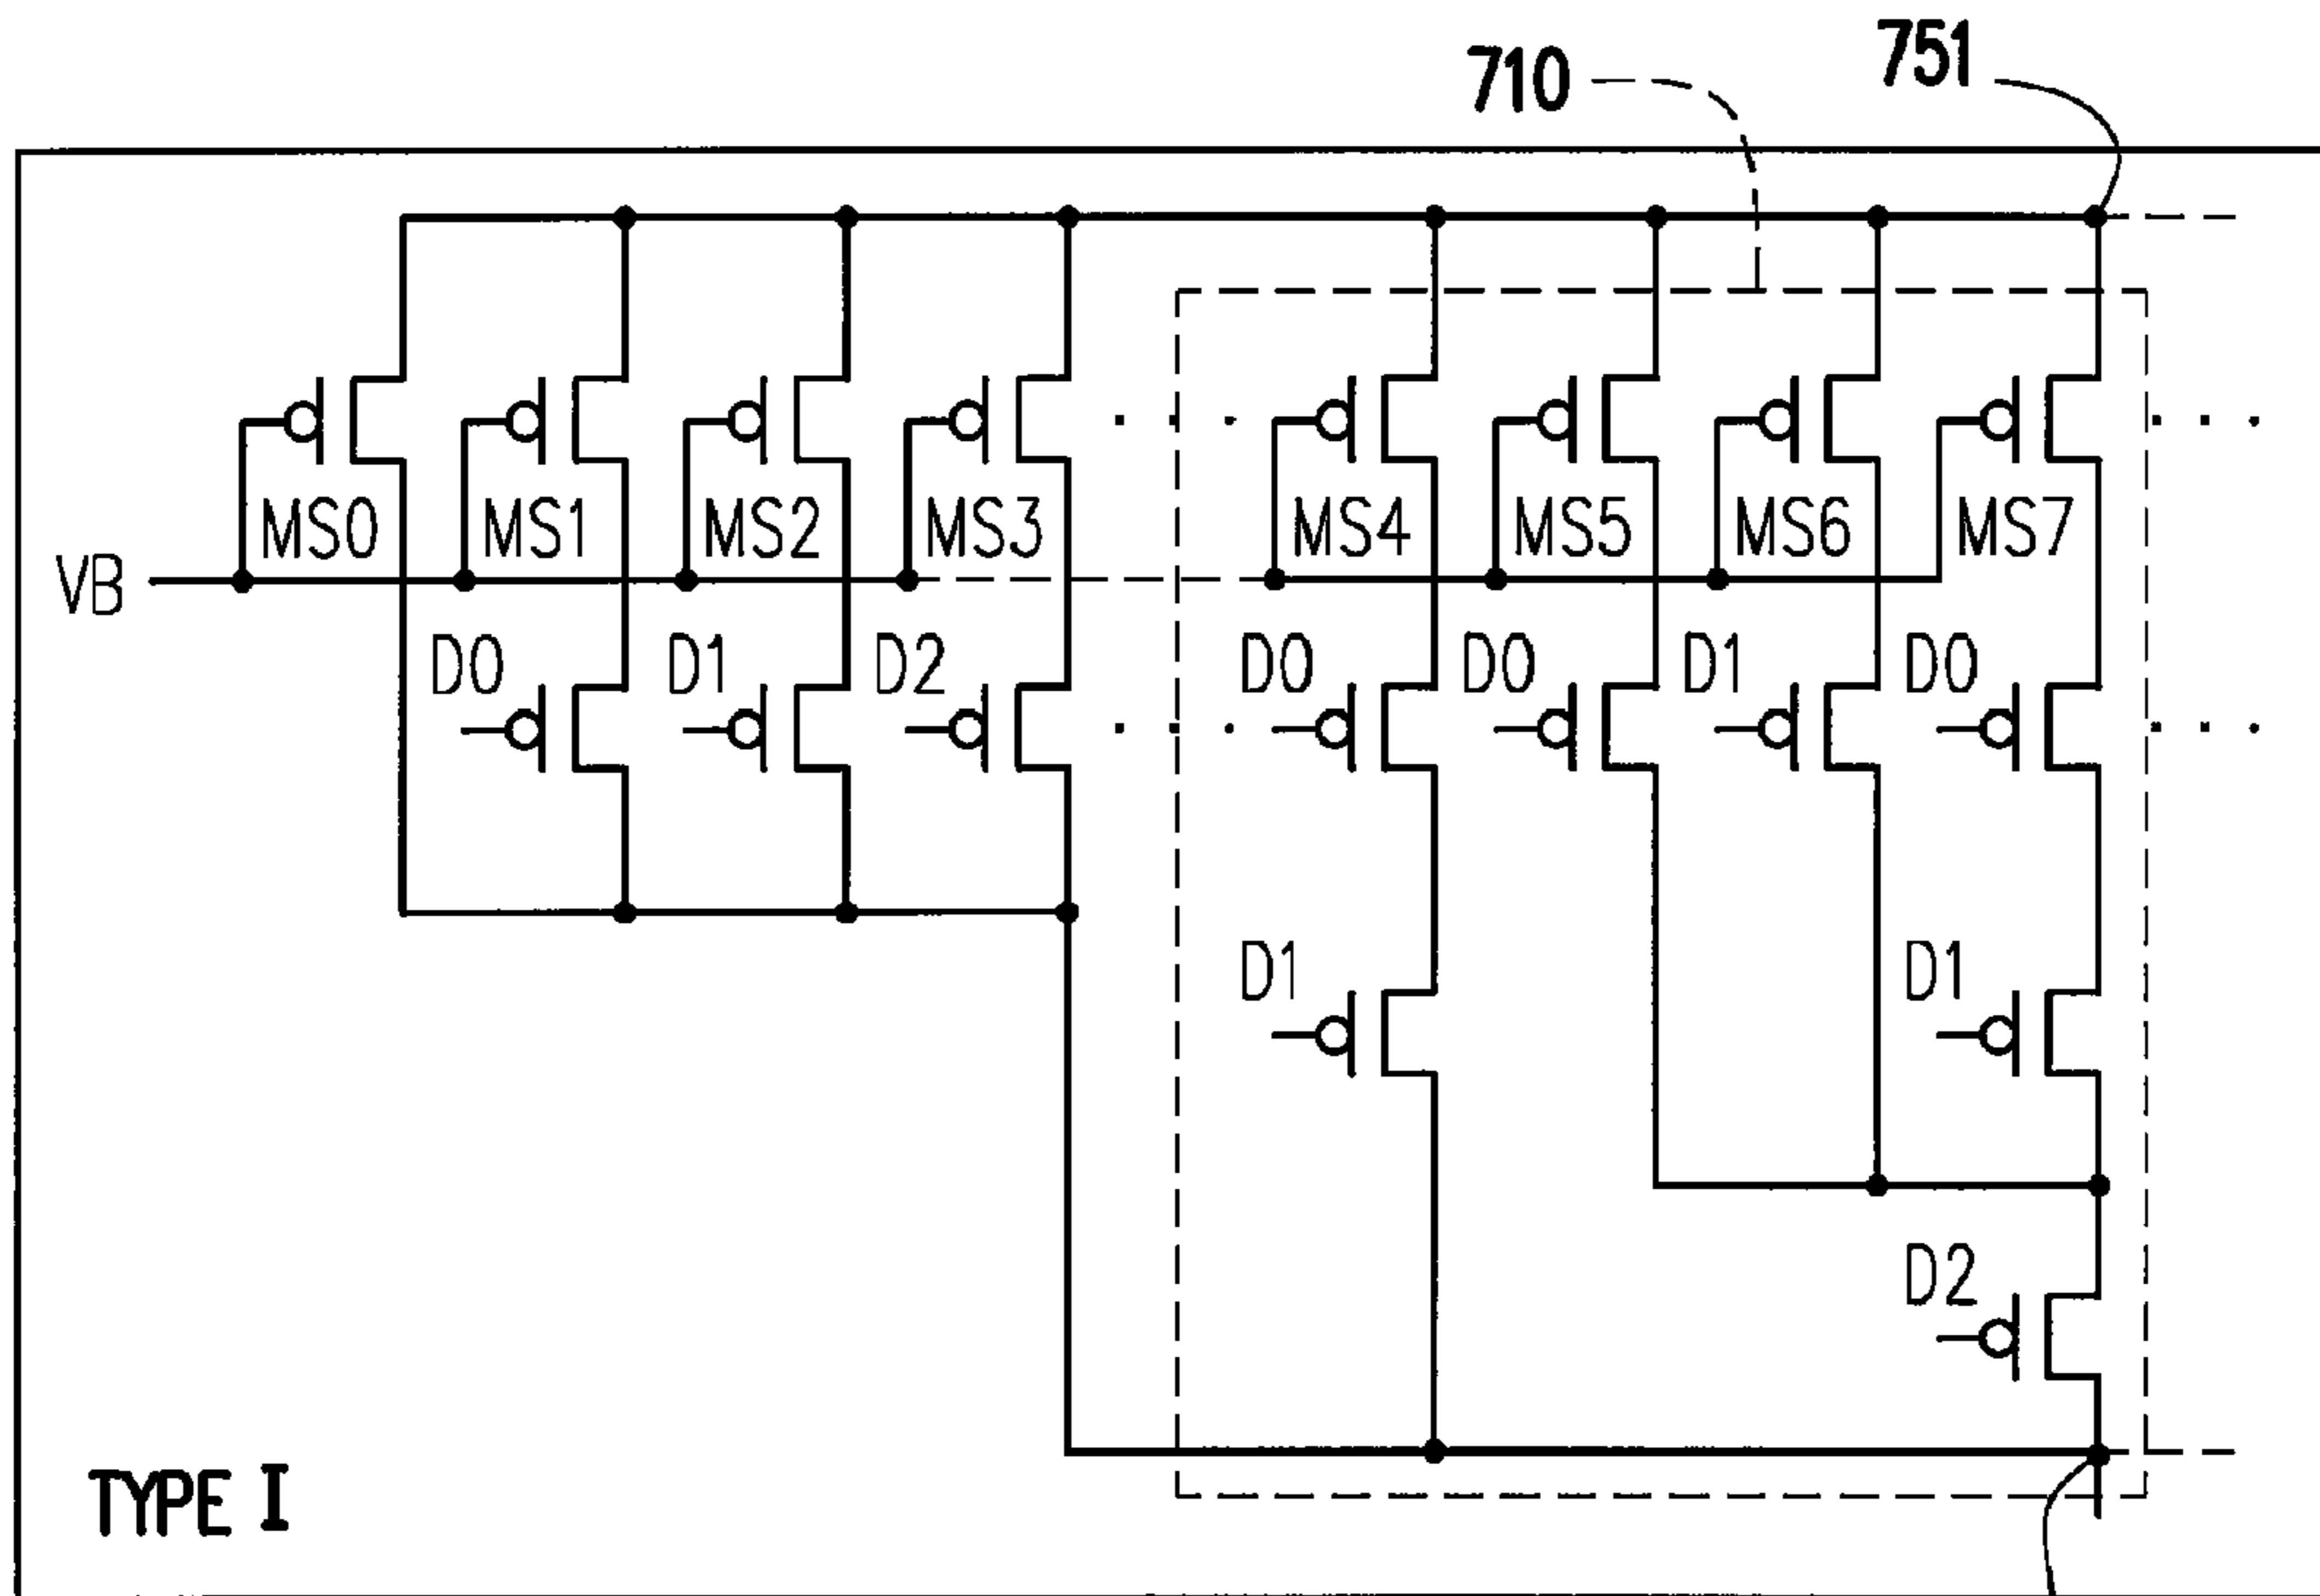 710 751
MS0 MS1 MS2 MS3 MS4 MS5 MS6 MS7
VB
D0 D1 D2 D0 D0 D1 D0
D1 D1
D2
TYPE I